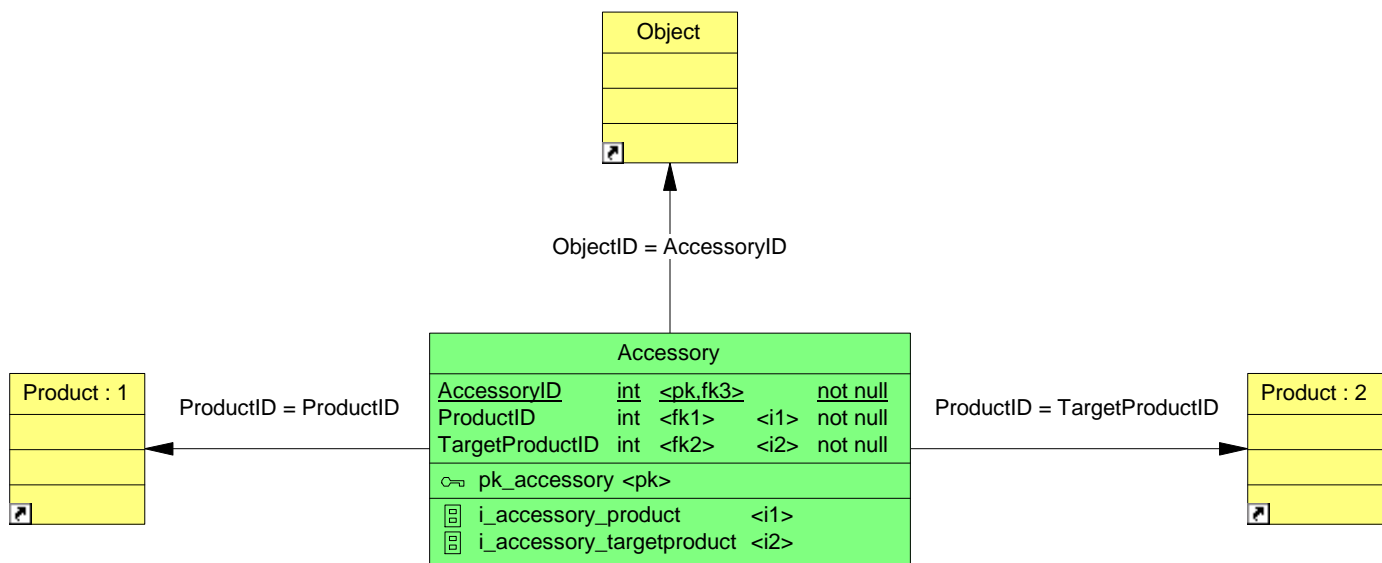 Object
ObjectID = AccessoryID
Accessory
Product : 1
ProductID = ProductID
AccessoryID int <pk,fk3> not null
ProductID int <fk1> <i1> not null
TargetProductID int <fk2> <i2> not null
ProductID = TargetProductID
Product : 2
pk_accessory <pk>
i_accessory_product <i1>
i_accessory_targetproduct <i2>